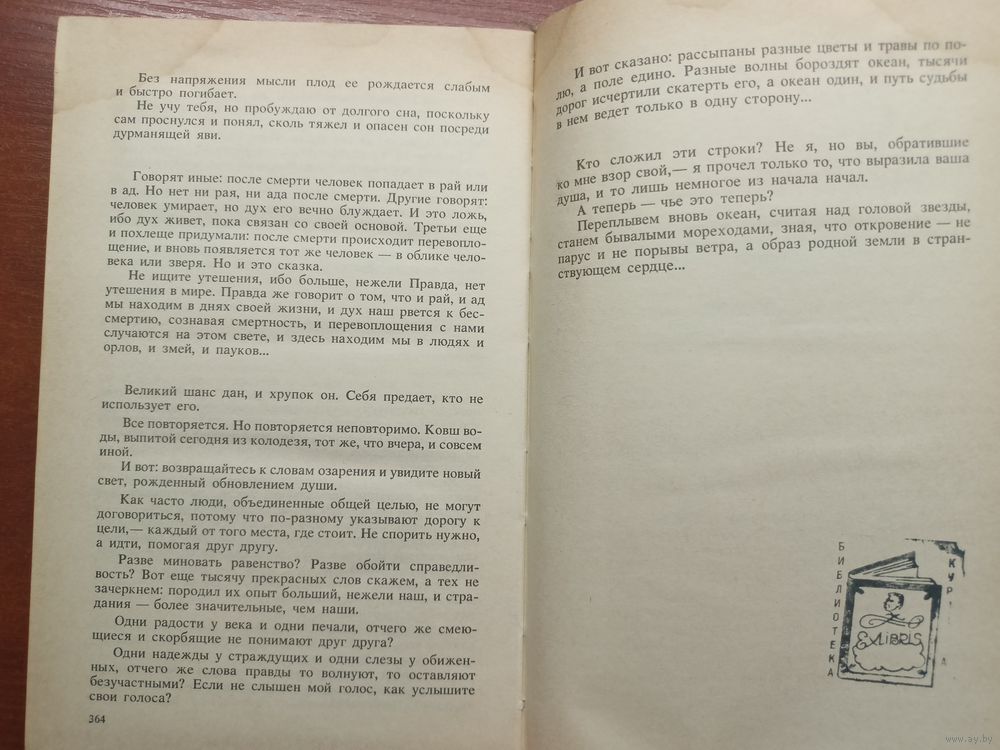 Без напряжения мысли плод ее рождается слабым
и быстро погибает.
Не учу тебя, но пробуждаю от долгого сна, поскольку
сам проснулся и понял, сколь тяжел и опасен сон посреди
дурманящей яви.
Говорят иные: после смерти человек попадает в рай или
в ад. Но нет ни рая, ни ада после смерти. Другие говорят:
человек умирает, но дух его вечно блуждает. И это ложь,
ибо дух живет, пока связан со своей основой. Третьи еще
и похлеще придумали: после смерти происходит перевопло-
щение, и вновь появляется тот же человек — в облике чело-
века или зверя. Но и это сказка.
Не ищите утешения, ибо больше, нежели Правда, нет
утешения в мире. Правда же говорит о том, что и рай, и ад
мы находим в днях своей жизни, и дух наш рвется к бес-
смертию, сознавая смертность, и перевоплощения с нами
случаются на этом свете, и здесь находим мы в людях и
орлов, и змей, и пауков...
Великий шанс дан, и хрупок он. Себя предает, кто не
использует его.
Все повторяется. Но повторяется неповторимо. Ковш во-
ды, выпитой сегодня из колодезя, тот же, что вчера, и совсем
иной.
И вот: возвращайтесь к словам озарения и увидите новый
свет, рожденный обновлением души.
Как часто люди, объединенные общей целью, не могут
договориться, потому что по-разному указывают дорогу к
цели,— каждый от того места, где стоит. Не спорить нужно,
а идти, помогая друг другу.
Разве миновать равенство? Разве обойти справедли-
вость? Вот еще тысячу прекрасных слов скажем, а тех не
зачеркнем: породил их опыт больший, нежели наш, и стра-
дания — более значительные, чем наши.
Одни радости у века и одни печали, отчего же смею-
щиеся и скорбящие не понимают друг друга?
Одни надежды у страждущих и одни слезы у обижен-
ных, отчего же слова правды то волнуют, то оставляют
безучастными? Если не слышен мой голос, как услышите
свои голоса?
364
И вот сказано: рассыпаны разные цветы и травы по по-
лю, а поле едино. Разные волны бороздят океан, тысячи
дорог исчертили скатерть его, а океан один, и путь судьбы
в нем ведет только в одну сторону...
Кто сложил эти строки? Не я, но вы, обратившие
ко мне взор свой,— я прочел только то, что выразила ваша
душа, и то лишь немногое из начала начал.
А теперь — чье это теперь?
Переплывем вновь океан, считая над головой звезды,
станем бывалыми мореходами, зная, что откровение — не
парус и не порывы ветра, а образ родной земли в стран-
ствующем сердце...
БИБЛИОТЕКА
EXLIBRIS
www.ay.by